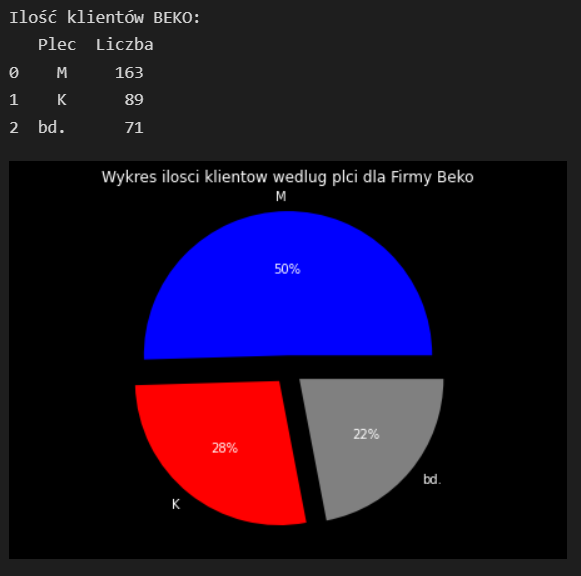 Ilość klientów BEKO:
Plec Liczba
0 M 163
1 K 89
2 bd. 71
Wykres ilosci klientow wedlug plci dla Firmy Beko
M
50%
28%
22%
K
bd.